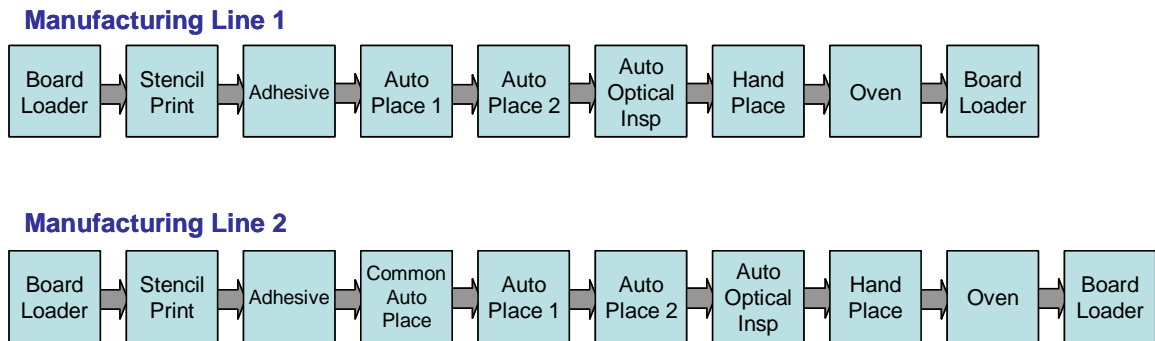 Manufacturing Line 1
Board
Loader
Stencil
Print
Adhesive
Auto
Place 1
Auto
Place 2
Auto
Optical
Insp
Hand
Place
Oven
Board
Loader
Manufacturing Line 2
Board
Loader
Stencil
Print
Adhesive
Common
Auto
Place
Auto
Place 1
Auto
Place 2
Auto
Optical
Insp
Hand
Place
Oven
Board
Loader